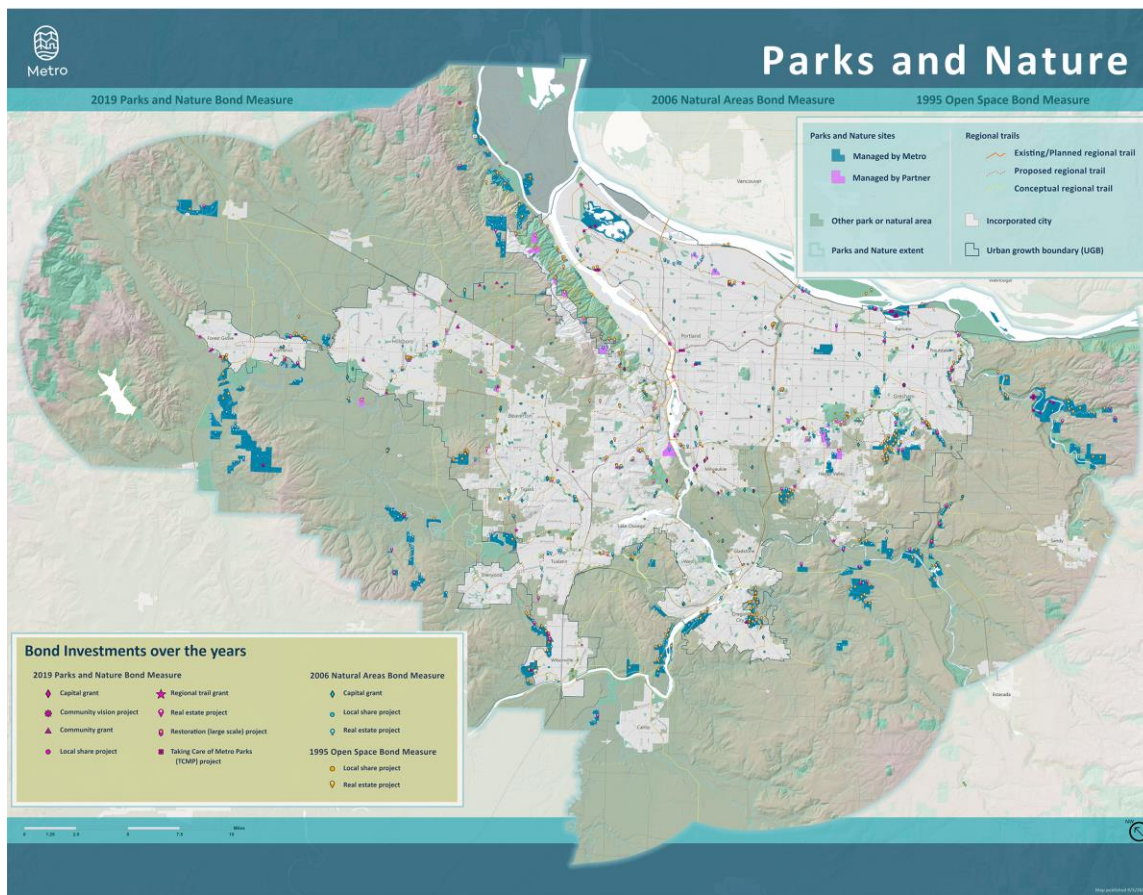 Metro
Parks and Nature
2019 Parks and Nature Bond Measure
2006 Natural Areas Bond Measure
1995 Open Space Bond Measure
Parks and Nature sites
Managed by Metro
Managed by Partner
Other park or natural area
Parks and Nature extent
Regional trails
Existing/Planned regional trail
Proposed regional trail
Conceptual regional trail
Incorporated city
Urban growth boundary (UGB)
Vancouver
Portland
Forest Grove
Hillsboro
Beaverton
Fairview
Gresham
Milwaukie
Happy Valley
Tigard
Lake Oswego
Gladstone
Tualatin
Sherwood
Oregon City
Wilsonville
Canby
Sandy
Estacada
Bond Investments over the years
2019 Parks and Nature Bond Measure
Capital grant
Community vision project
Community grant
Local share project
Regional trail grant
Real estate project
Restoration (large scale) project
Taking Care of Metro Parks
(TCMP) project
2006 Natural Areas Bond Measure
Capital grant
Local share project
Real estate project
1995 Open Space Bond Measure
Local share project
Real estate project
Miles